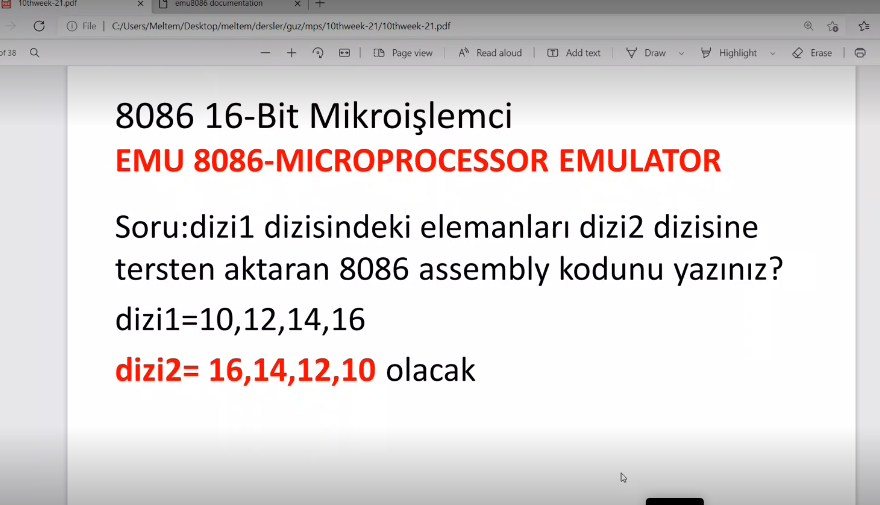 10thweek-21.pdf
emu8086 documentation
File
C:/Users/Meltem/Desktop/meltem/dersler/guz/mps/10thweek-21/10thweek-21.pdf
of 38
Page view
Read aloud
Add text
Draw
Highlight
Erase
8086 16-Bit Mikroişlemci
EMU 8086-MICROPROCESSOR EMULATOR
Soru:dizi1 dizisindeki elemanları dizi2 dizisine
tersten aktaran 8086 assembly kodunu yazınız?
dizi1=10,12,14,16
dizi2= 16,14,12,10 olacak